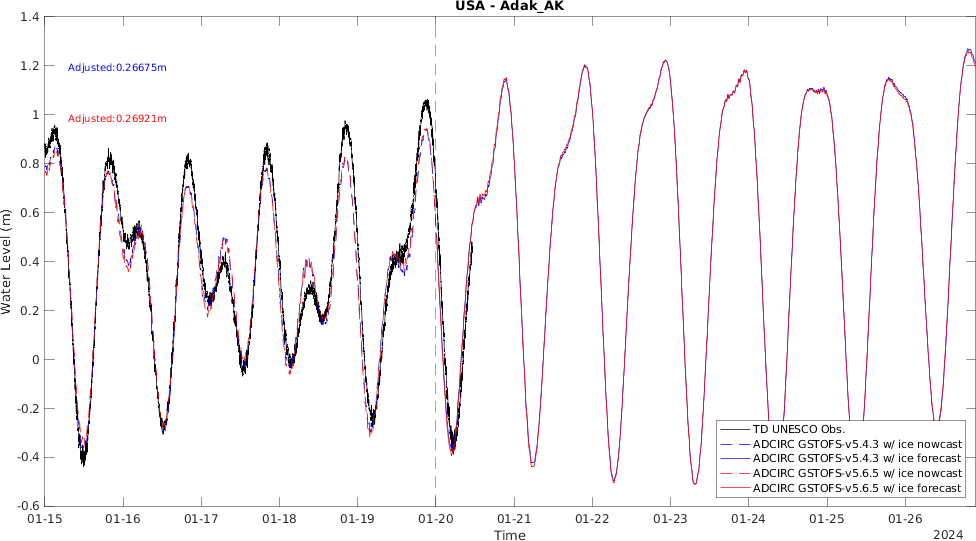 USA - Adak_AK
1.4
1.2
1
0.8
0.6
0.4
0.2
0
-0.2
-0.4
-0.6
Water Level (m)
Adjusted:0.26675m
Adjusted:0.26921m
TD UNESCO Obs.
ADCIRC GSTOFS-v5.4.3 w/ ice nowcast
ADCIRC GSTOFS-v5.4.3 w/ ice forecast
ADCIRC GSTOFS-v5.6.5 w/ ice nowcast
ADCIRC GSTOFS-v5.6.5 w/ ice forecast
01-15 01-16 01-17 01-18 01-19 01-20 01-21 01-22 01-23 01-24 01-25 01-26
Time
2024